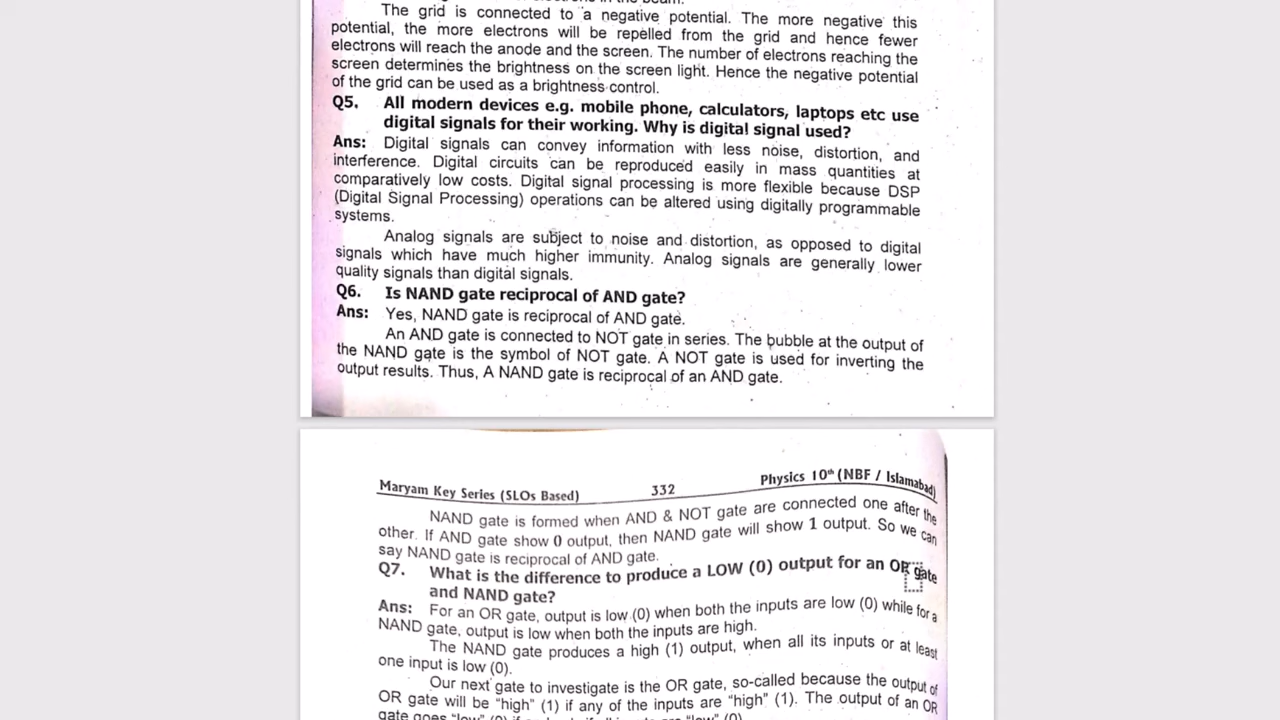 The grid is connected to a negative potential. The more negative this
potential, the more electrons will be repelled from the grid and hence fewer
electrons will reach the anode and the screen. The number of electrons reaching the
screen determines the brightness on the screen light. Hence the negative potential
of the grid can be used as a brightness control.
Q5. All modern devices e.g. mobile phone, calculators, laptops etc use
digital signals for their working. Why is digital signal used?
Ans: Digital signals can convey information with less noise, distortion, and
interference. Digital circuits can be reproduced easily in mass quantities at
comparatively low costs. Digital signal processing is more flexible because DSP
(Digital Signal Processing) operations can be altered using digitally programmable
systems.
Analog signals are subject to noise and distortion, as opposed to digital
signals which have much higher immunity. Analog signals are generally lower
quality signals than digital signals.
Q6. Is NAND gate reciprocal of AND gate?
Ans: Yes, NAND gate is reciprocal of AND gate.
An AND gate is connected to NOT gate in series. The bubble at the output of
the NAND gate is the symbol of NOT gate. A NOT gate is used for inverting the
output results. Thus, A NAND gate is reciprocal of an AND gate.
Maryam Key Series (SLOs Based) 332 Physics 10th (NBF / Islamabad)
NAND gate is formed when AND & NOT gate are connected one after the
other. If AND gate show 0 output, then NAND gate will show 1 output. So we can
say NAND gate is reciprocal of AND gate.
Q7. What is the difference to produce a LOW (0) output for an OR gate
and NAND gate?
Ans: For an OR gate, output is low (0) when both the inputs are low (0) while for a
NAND gate, output is low when both the inputs are high.
The NAND gate produces a high (1) output, when all its inputs or at least
one input is low (0).
Our next gate to investigate is the OR gate, so-called because the output of
OR gate will be "high" (1) if any of the inputs are "high" (1). The output of an OR
gate goes "low" (0) if